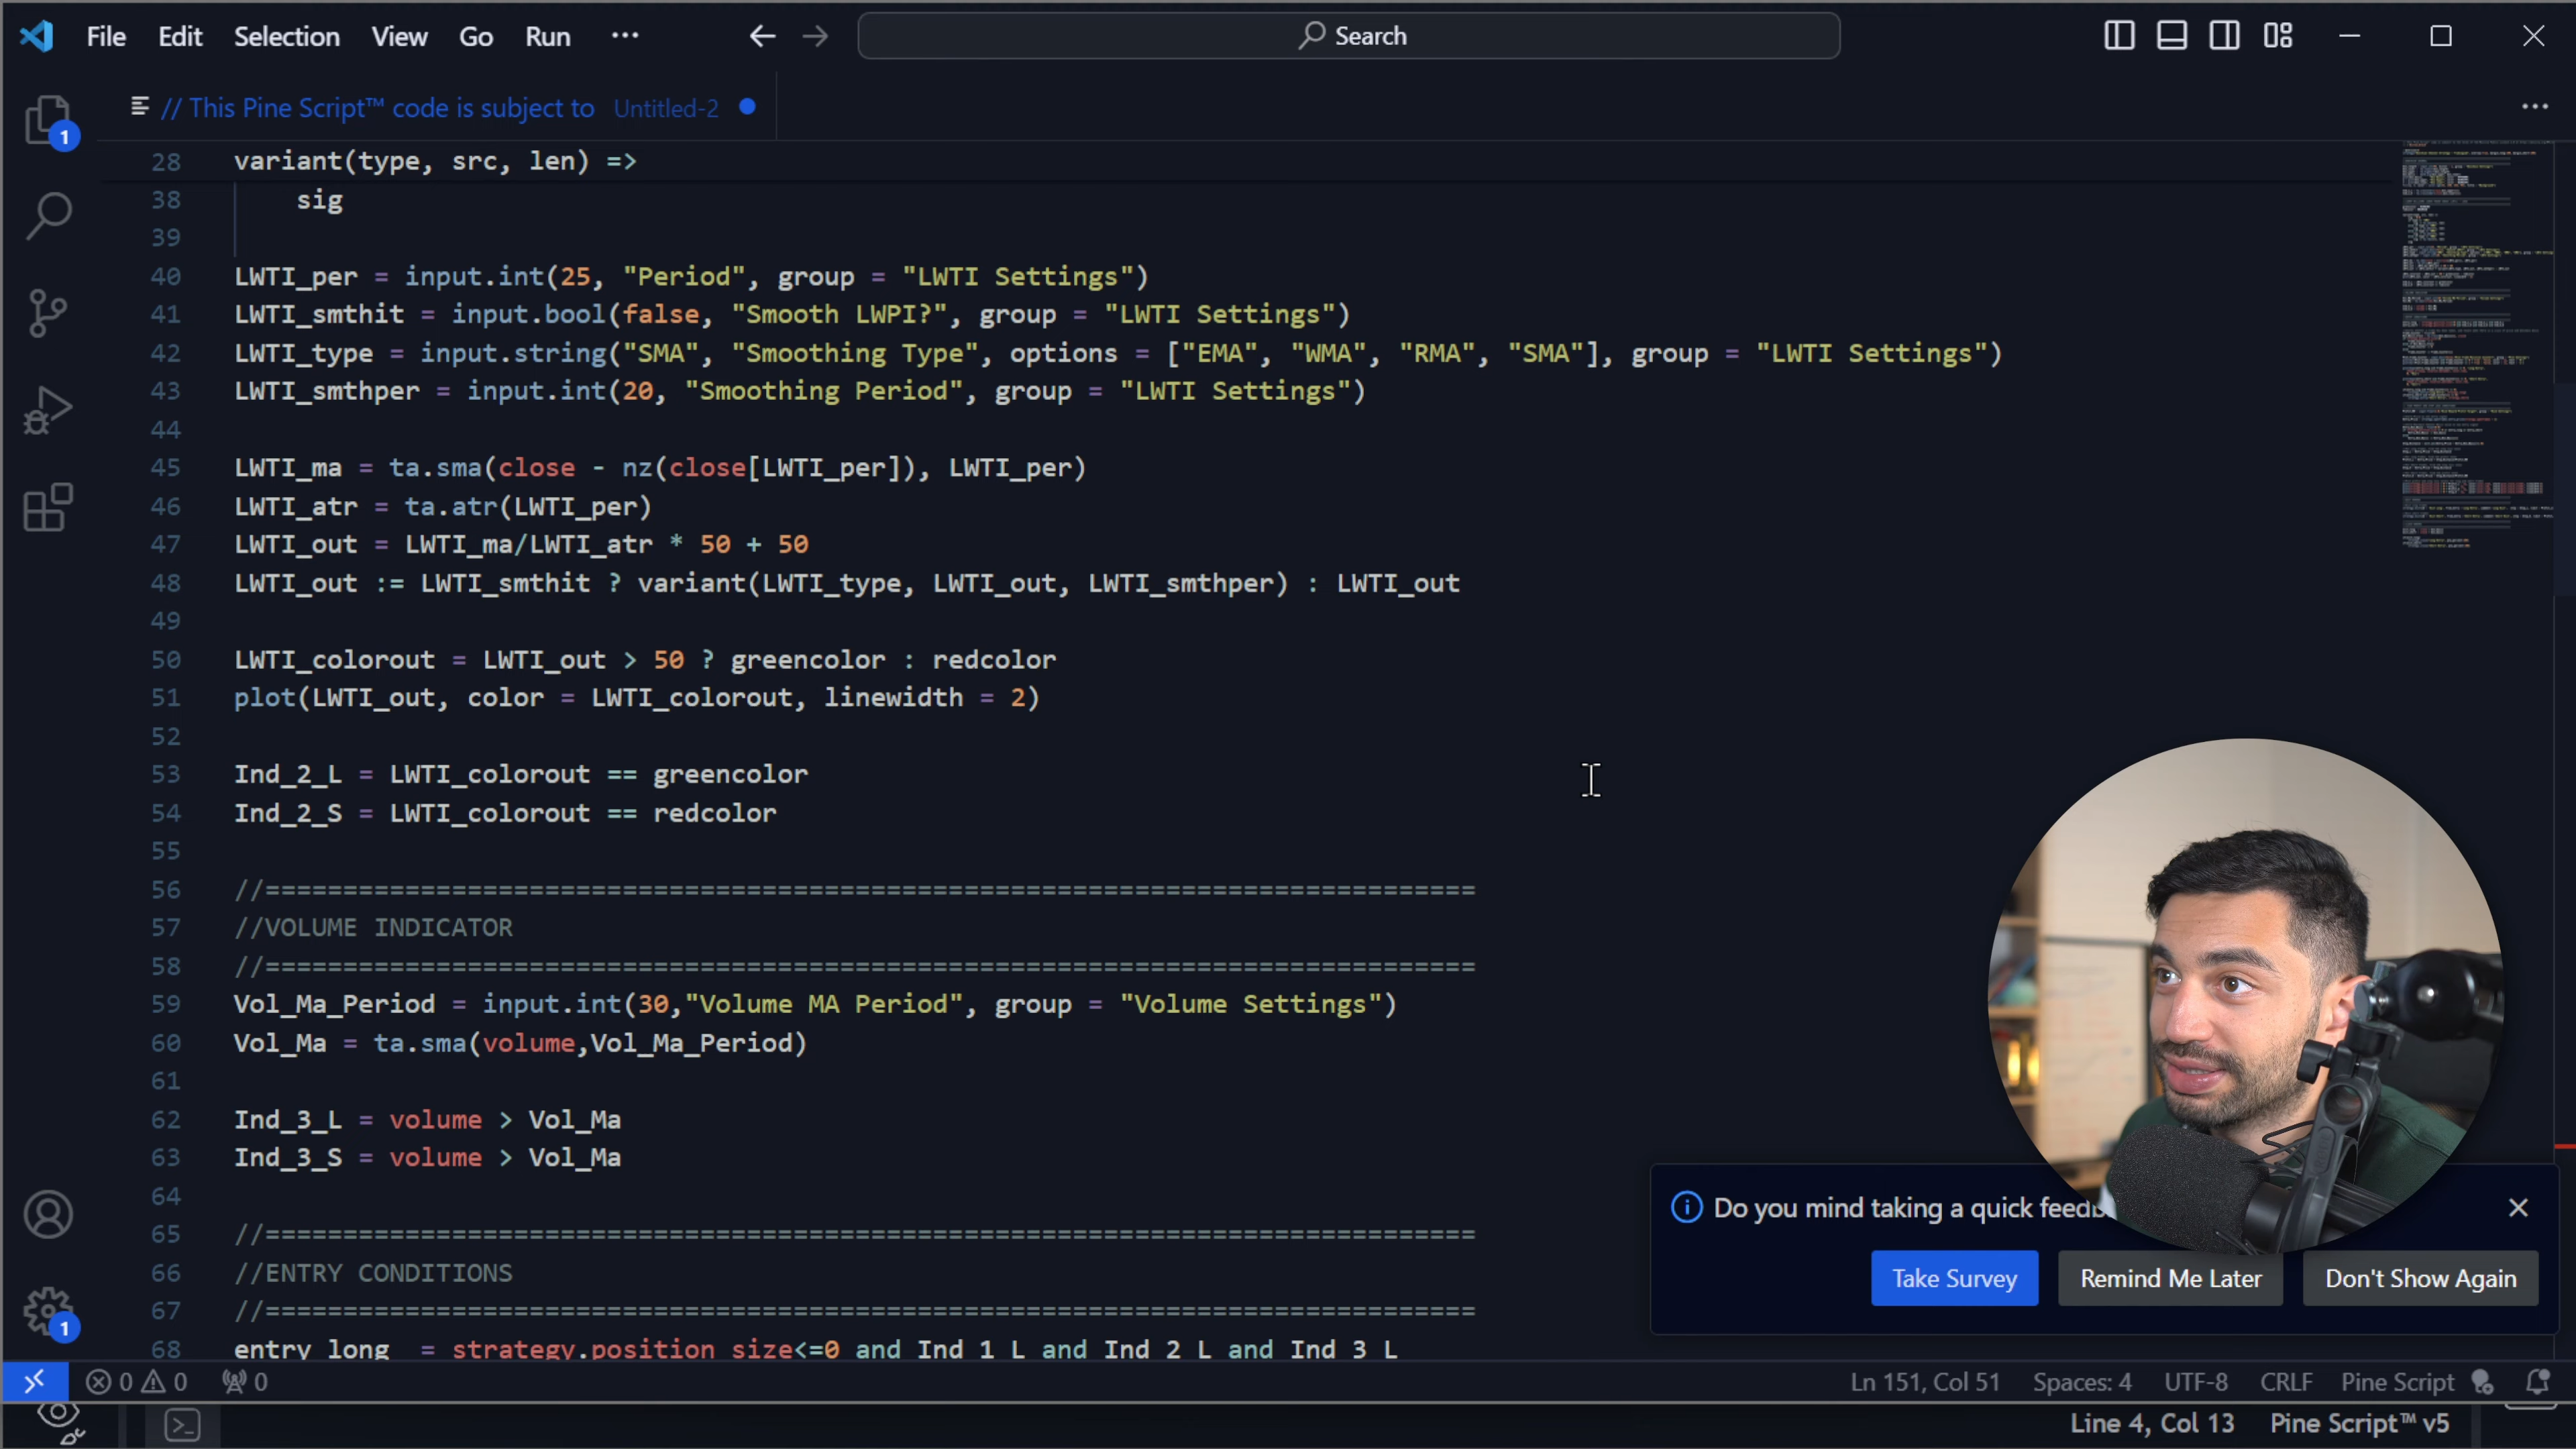 File Edit Selection View Go Run ··· Search
// This Pine Script™ code is subject to Untitled-2
28 variant(type, src, len) =>
38 sig
39
40 LWTI_per = input.int(25, "Period", group = "LWTI Settings")
41 LWTI_smthit = input.bool(false, "Smooth LWPI?", group = "LWTI Settings")
42 LWTI_type = input.string("SMA", "Smoothing Type", options = ["EMA", "WMA", "RMA", "SMA"], group = "LWTI Settings")
43 LWTI_smthper = input.int(20, "Smoothing Period", group = "LWTI Settings")
44
45 LWTI_ma = ta.sma(close - nz(close[LWTI_per]), LWTI_per)
46 LWTI_atr = ta.atr(LWTI_per)
47 LWTI_out = LWTI_ma/LWTI_atr * 50 + 50
48 LWTI_out := LWTI_smthit ? variant(LWTI_type, LWTI_out, LWTI_smthper) : LWTI_out
49
50 LWTI_colorout = LWTI_out > 50 ? greencolor : redcolor
51 plot(LWTI_out, color = LWTI_colorout, linewidth = 2)
52
53 Ind_2_L = LWTI_colorout == greencolor
54 Ind_2_S = LWTI_colorout == redcolor
55
56 //==============================================================================
57 //VOLUME INDICATOR
58 //==============================================================================
59 Vol_Ma_Period = input.int(30,"Volume MA Period", group = "Volume Settings")
60 Vol_Ma = ta.sma(volume,Vol_Ma_Period)
61
62 Ind_3_L = volume > Vol_Ma
63 Ind_3_S = volume > Vol_Ma
64
65 //==============================================================================
66 //ENTRY CONDITIONS
67 //==============================================================================
68 entry_long = strategy.position_size<=0 and Ind_1_L and Ind_2_L and Ind_3_L
1
1
Do you mind taking a quick feedb
Take Survey Remind Me Later Don't Show Again
0 0 0 Ln 151, Col 51 Spaces: 4 UTF-8 CRLF Pine Script
Line 4, Col 13 Pine Script™ v5